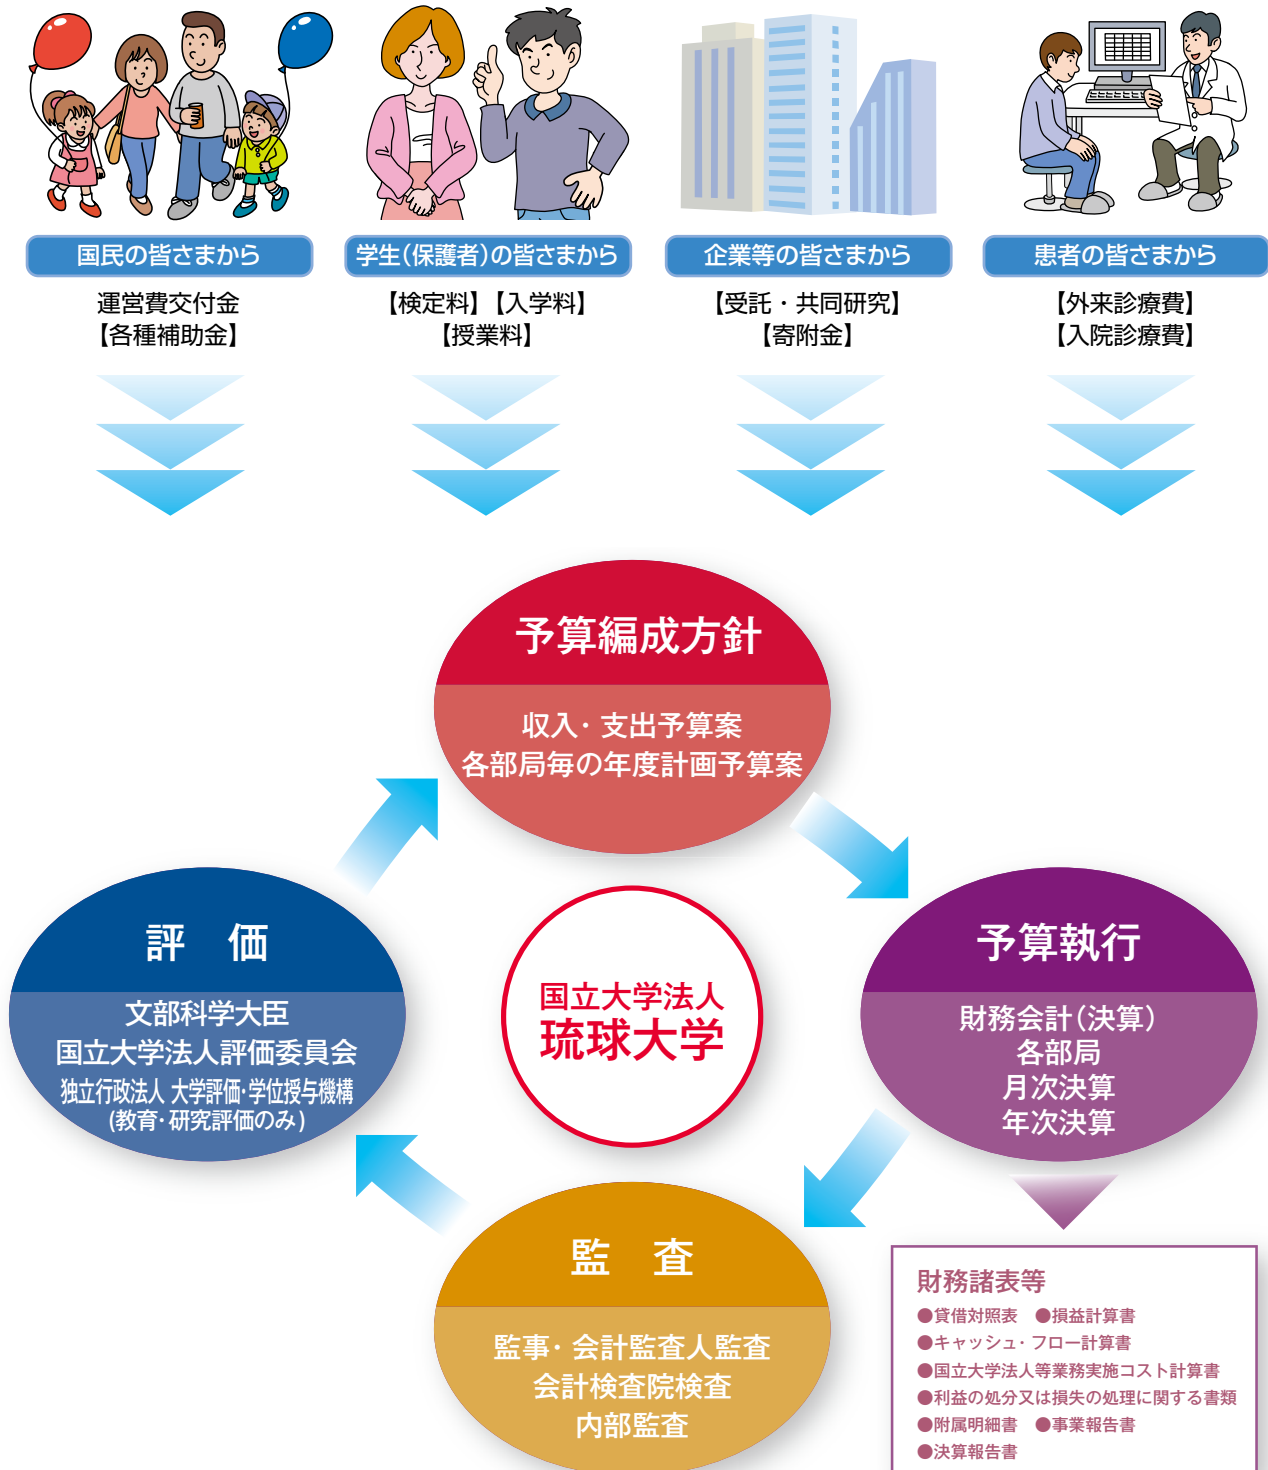 国民の皆さまから
運営費交付金
【各種補助金】
学生(保護者)の皆さまから
【検定料】【入学料】
【授業料】
企業等の皆さまから
【受託・共同研究】
【寄附金】
患者の皆さまから
【外来診療費】
【入院診療費】
予算編成方針
収入・支出予算案
各部局毎の年度計画予算案
予算執行
財務会計(決算)
各部局
月次決算
年次決算
評　価
文部科学大臣
国立大学法人評価委員会
独立行政法人 大学評価・学位授与機構
(教育・研究評価のみ)
国立大学法人
琉球大学
監　査
監事・会計監査人監査
会計検査院検査
内部監査
財務諸表等
●貸借対照表　●損益計算書
●キャッシュ・フロー計算書
●国立大学法人等業務実施コスト計算書
●利益の処分又は損失の処理に関する書類
●附属明細書　●事業報告書
●決算報告書